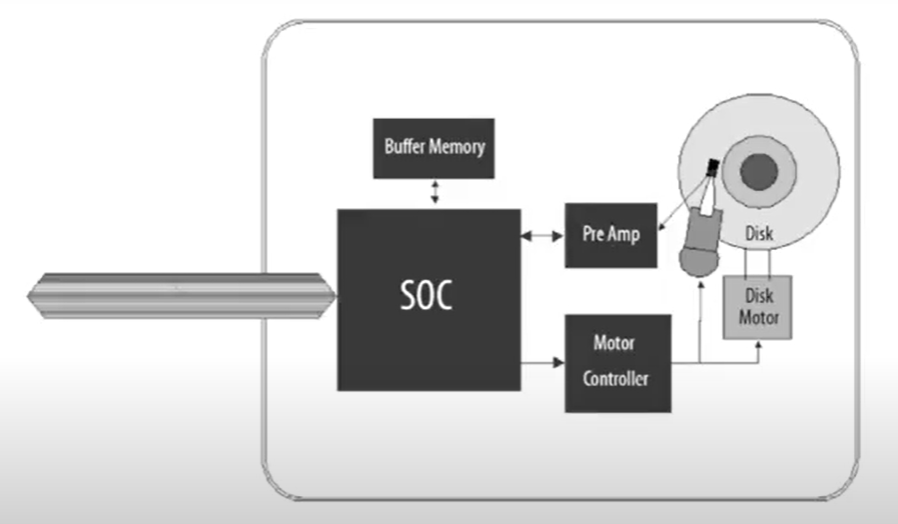 Buffer Memory
SOC
Pre Amp
Disk
Disk
Motor
Motor
Controller